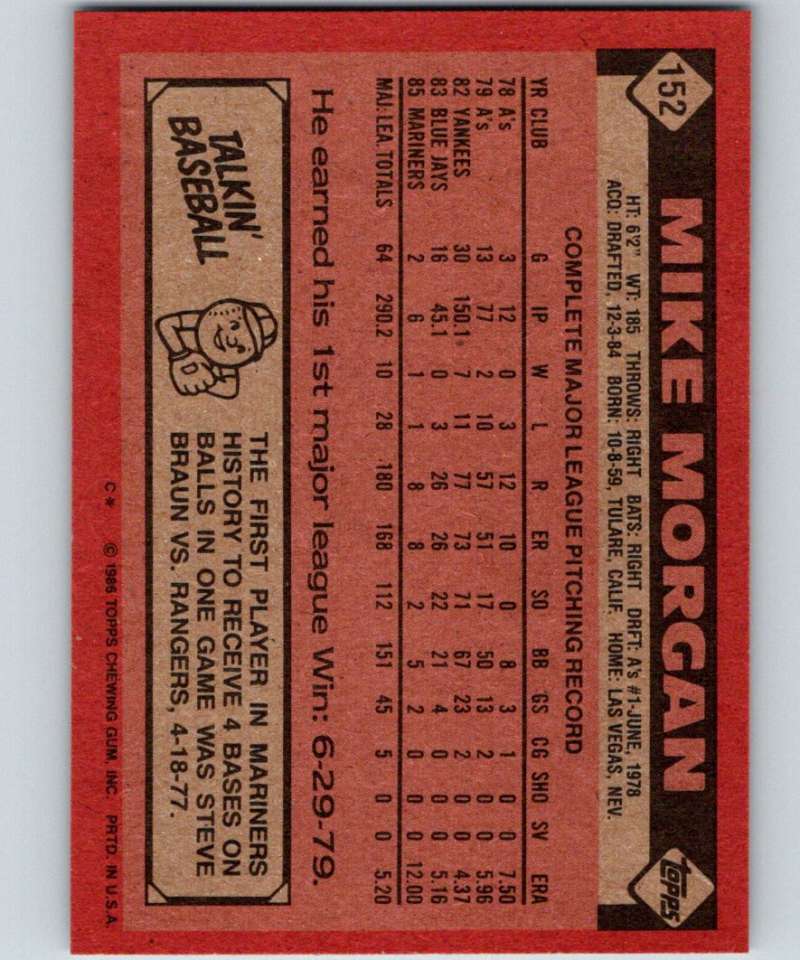 152
MIKE MORGAN
topps
HT: 6'2" WT: 185 THROWS: RIGHT BATS: RIGHT DRFT: A's #1-JUNE, 1978
ACQ: DRAFTED, 12-3-84 BORN: 10-8-59, TULARE, CALIF. HOME: LAS VEGAS, NEV.
COMPLETE MAJOR LEAGUE PITCHING RECORD
YR CLUB G IP W L R ER SO BB GS CG SHO SV ERA
78 A's 3 12 0 3 12 10 0 8 3 1 0 0 7.50
79 A's 13 77 2 10 57 51 17 50 13 2 0 0 5.96
82 YANKEES 30 150.1 7 11 77 73 71 67 23 2 0 0 4.37
83 BLUE JAYS 16 45.1 0 3 26 26 22 21 4 0 0 0 5.16
85 MARINERS 2 6 1 1 8 8 2 5 2 0 0 0 12.00
MAJ. LEA. TOTALS 64 290.2 10 28 180 168 112 151 45 5 0 0 5.20
He earned his 1st major league Win: 6-29-79.
TALKIN'
BASEBALL
THE FIRST PLAYER IN MARINERS
HISTORY TO RECEIVE 4 BASES ON
BALLS IN ONE GAME WAS STEVE
BRAUN VS. RANGERS, 4-18-77.
C* © 1986 TOPPS CHEWING GUM, INC. PRTD. IN U.S.A.